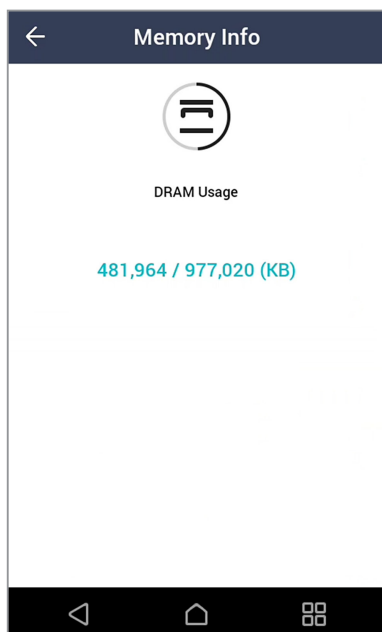 Memory Info
DRAM Usage
481,964 / 977,020 (KB)